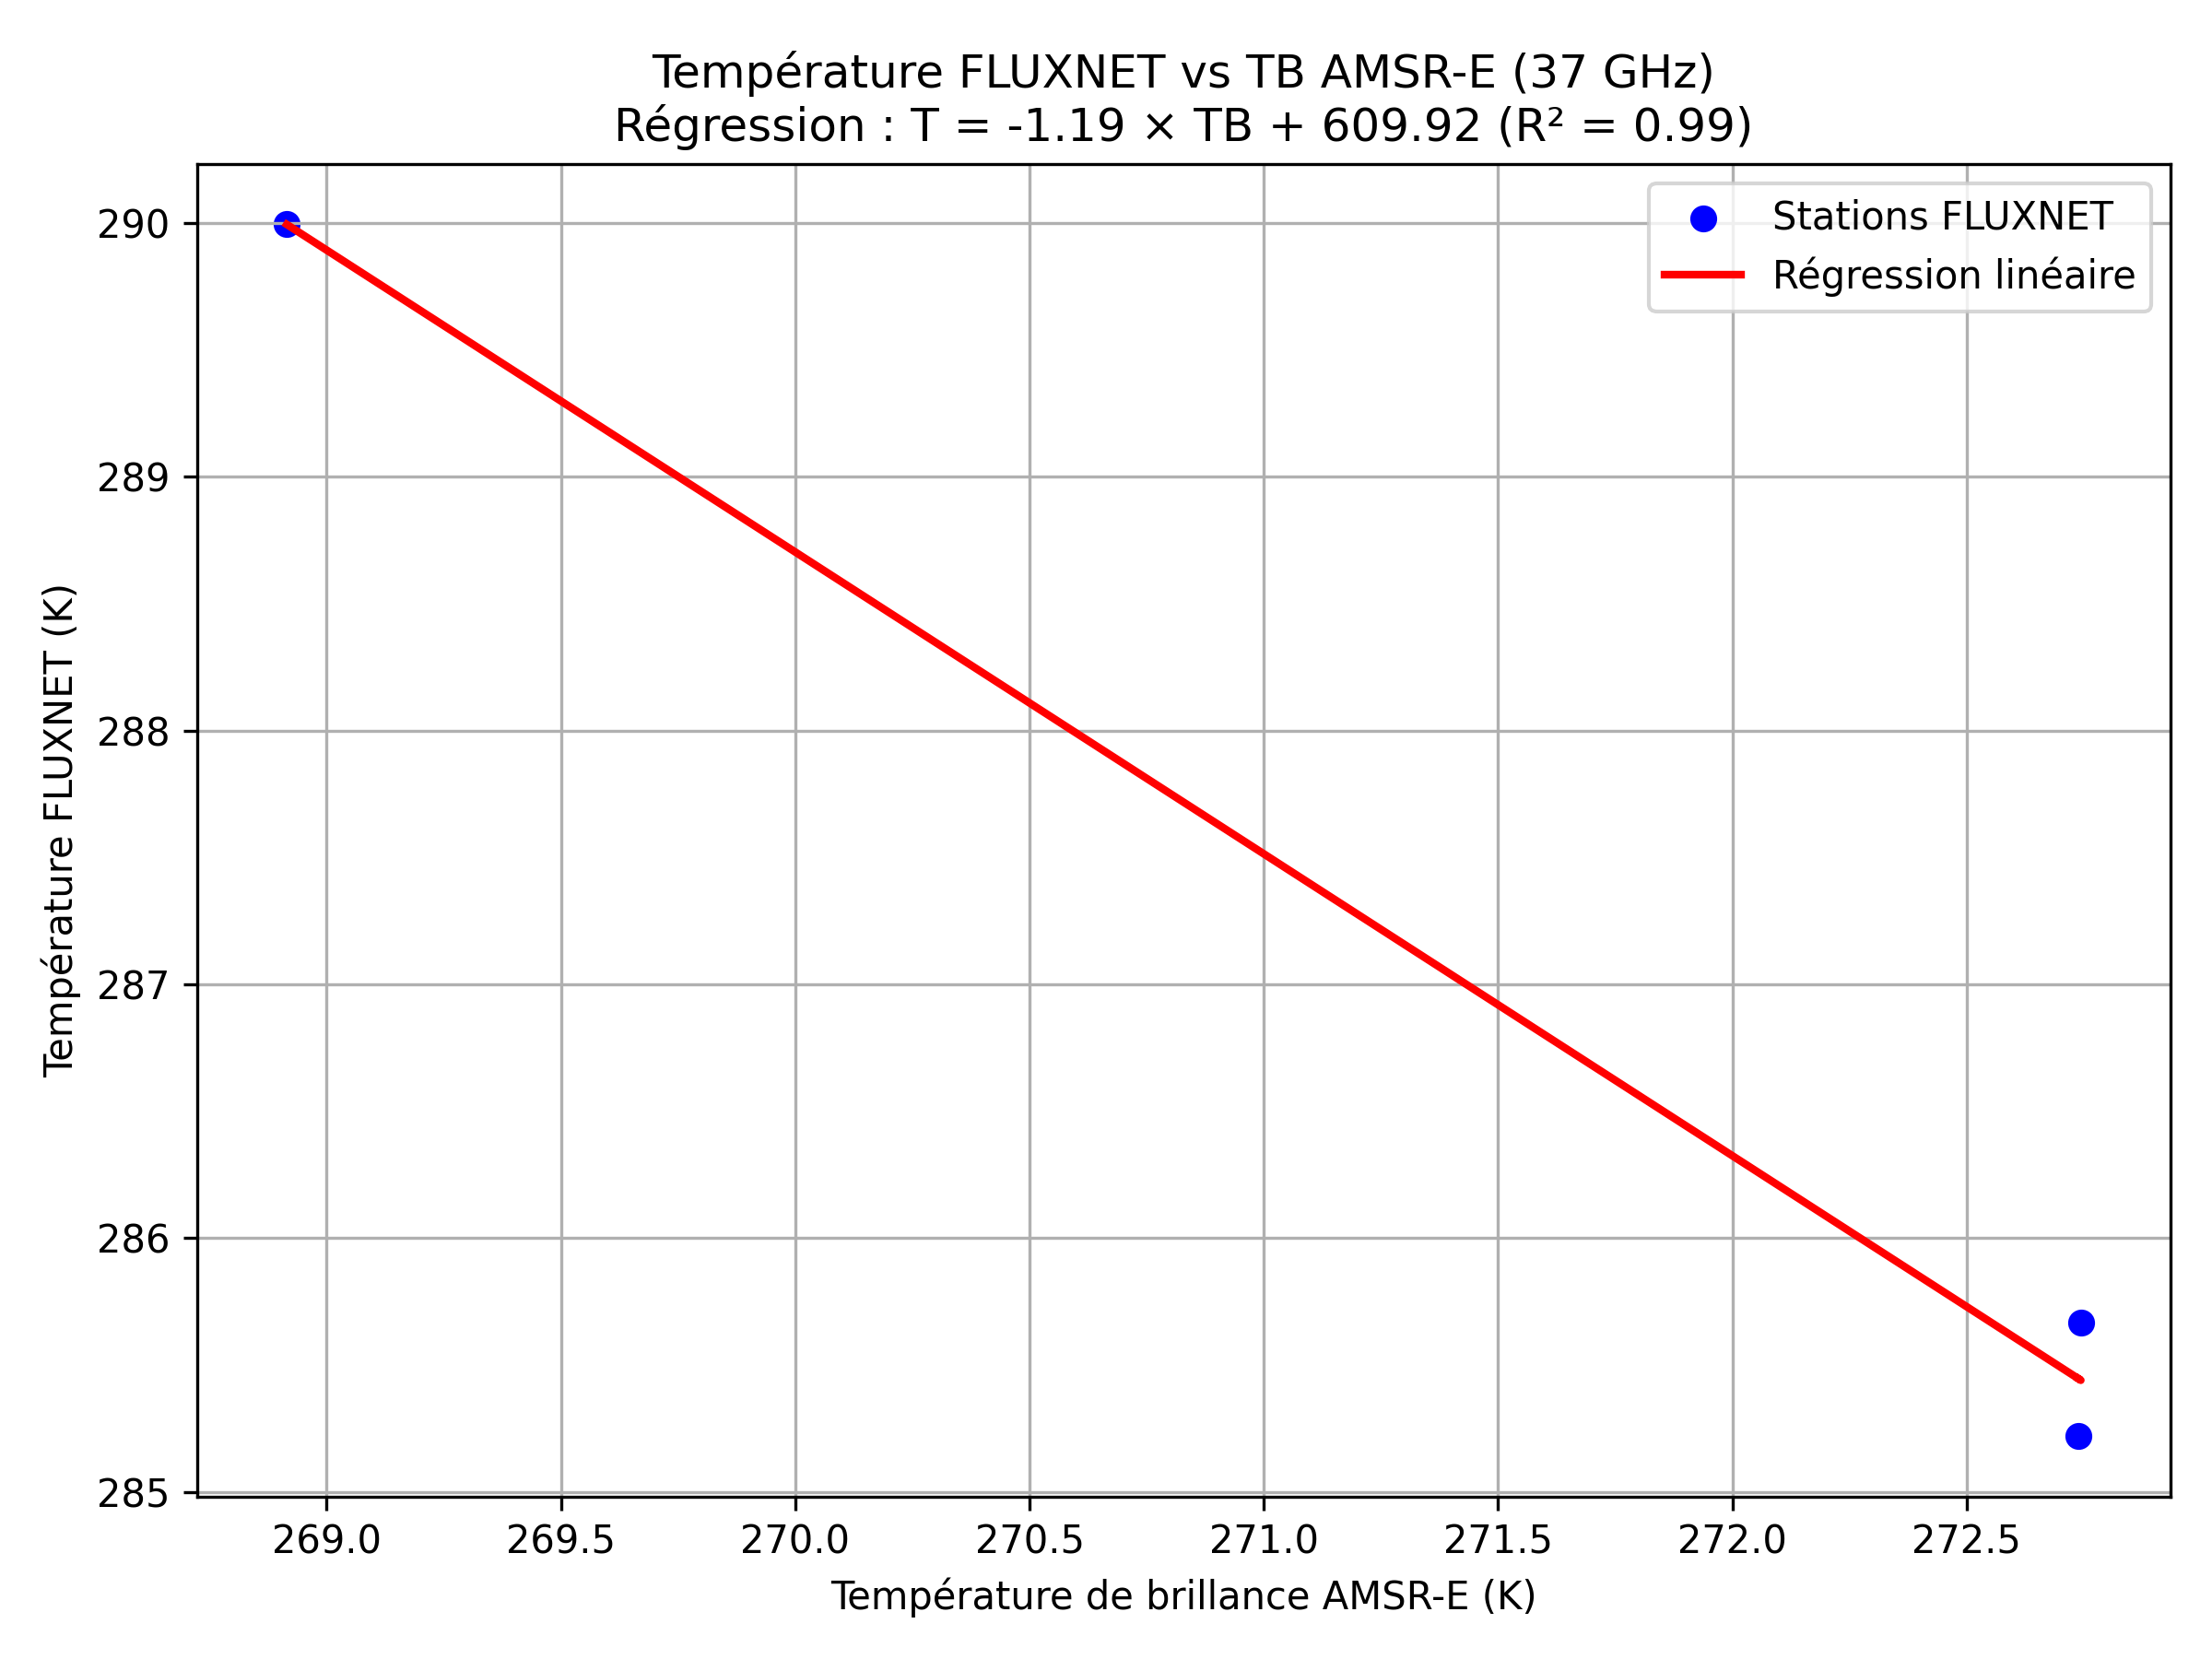 Température FLUXNET vs TB AMSR-E (37 GHz)
Régression : T = -1.19 × TB + 609.92 (R² = 0.99)
Stations FLUXNET
Régression linéaire
Température FLUXNET (K)
290
289
288
287
286
285
269.0 269.5 270.0 270.5 271.0 271.5 272.0 272.5
Température de brillance AMSR-E (K)